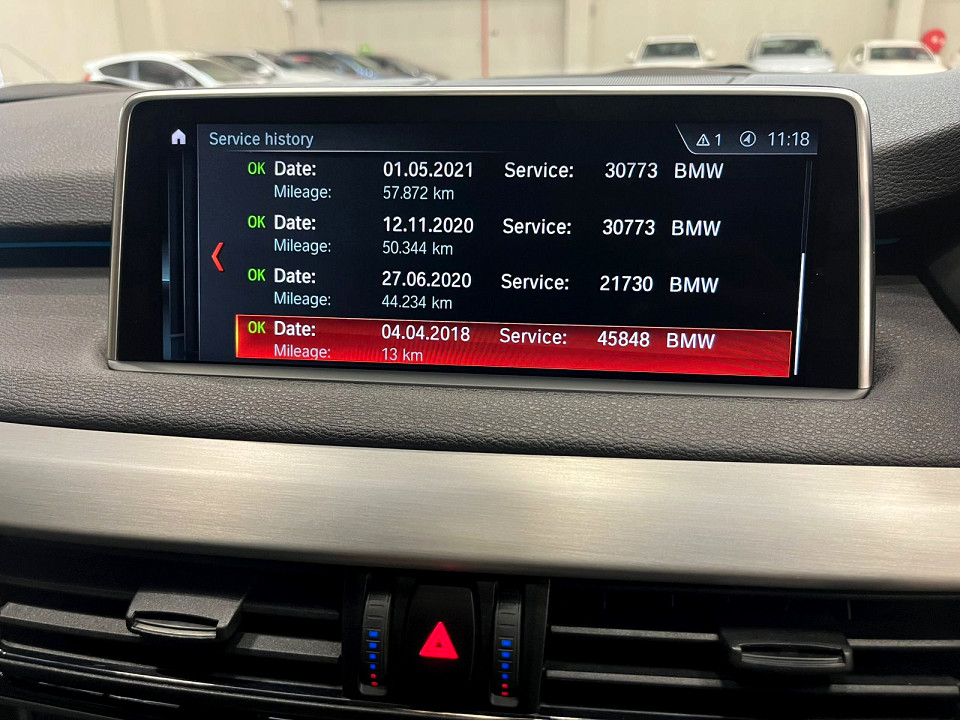 Service history 1 11:18
OK Date: 01.05.2021 Service: 30773 BMW
Mileage: 57.872 km
OK Date: 12.11.2020 Service: 30773 BMW
Mileage: 50.344 km
OK Date: 27.06.2020 Service: 21730 BMW
Mileage: 44.234 km
OK Date: 04.04.2018 Service: 45848 BMW
Mileage: 13 km